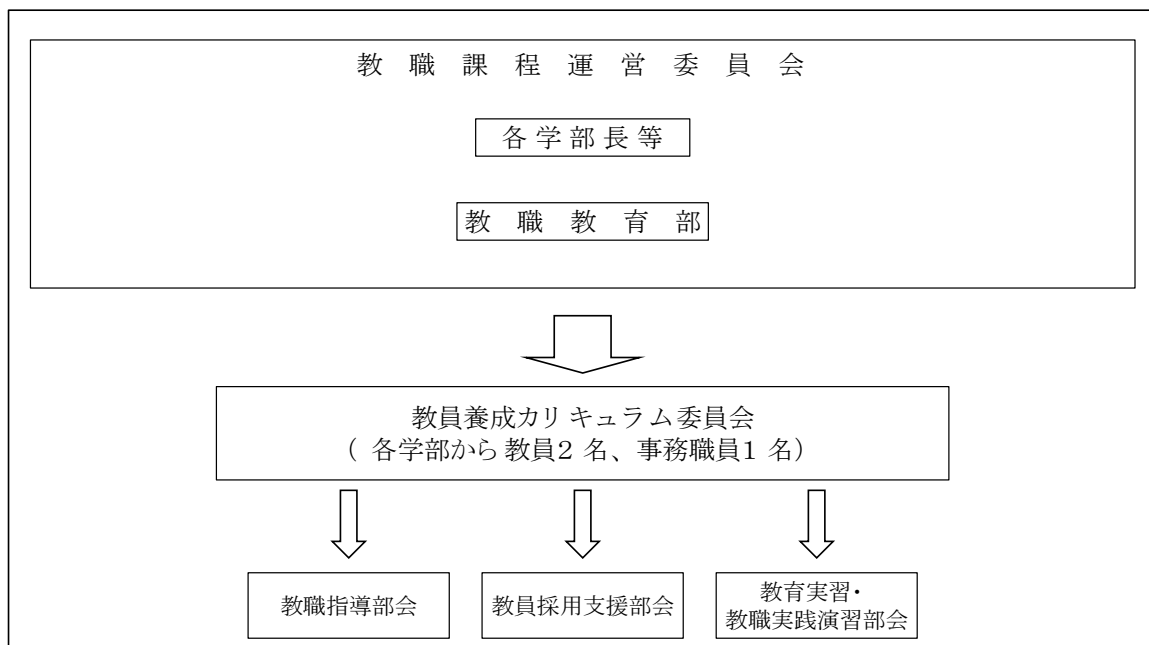 教職課程運営委員会
各学部長等
教職教育部
教員養成カリキュラム委員会
（各学部から教員2名、事務職員1名）
教職指導部会
教員採用支援部会
教育実習・
教職実践演習部会